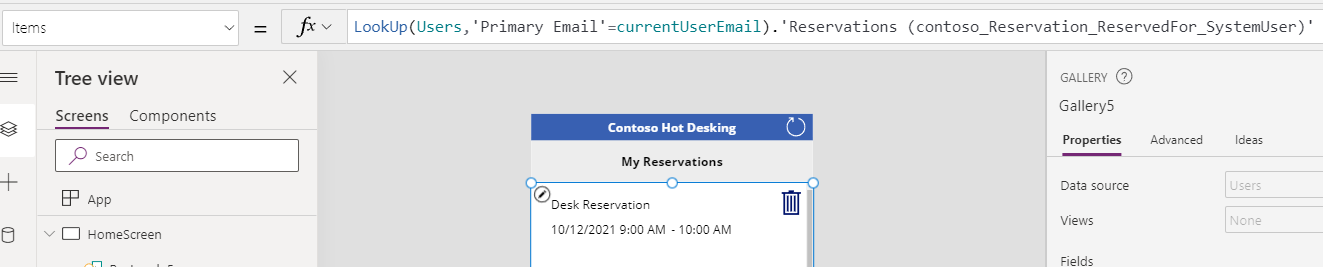 Items = fx LookUp(Users,'Primary Email'=currentUserEmail).'Reservations (contoso_Reservation_ReservedFor_SystemUser)'
Tree view
Screens Components
Search
App
HomeScreen
Contoso Hot Desking
My Reservations
Desk Reservation
10/12/2021 9:00 AM - 10:00 AM
GALLERY ?
Gallery5
Properties Advanced Ideas
Data source Users
Views None
Fields